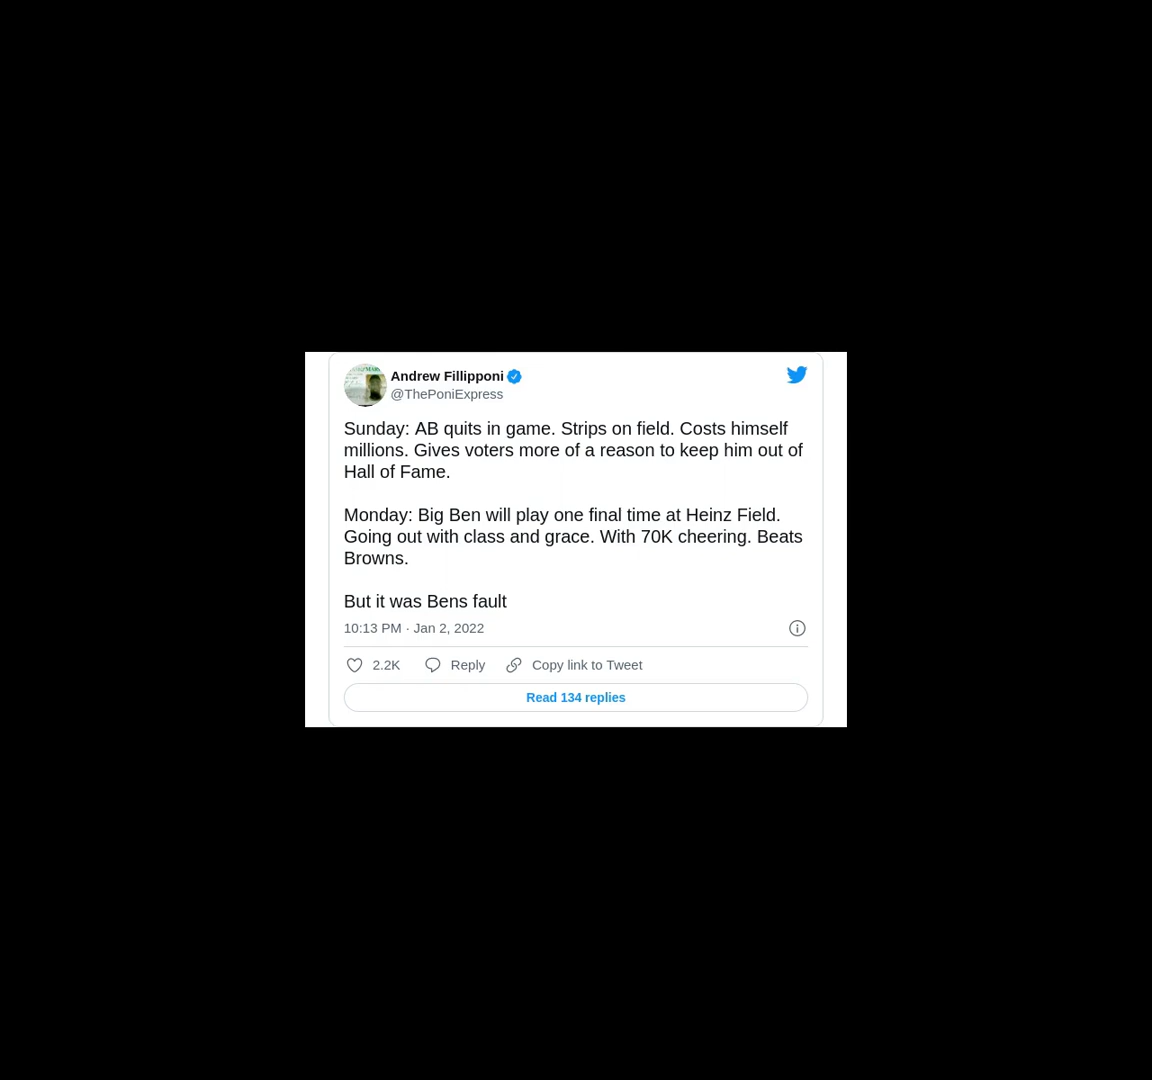 Andrew Fillipponi
@ThePoniExpress
Sunday: AB quits in game. Strips on field. Costs himself
millions. Gives voters more of a reason to keep him out of
Hall of Fame.
Monday: Big Ben will play one final time at Heinz Field.
Going out with class and grace. With 70K cheering. Beats
Browns.
But it was Bens fault
10:13 PM · Jan 2, 2022
2.2K Reply Copy link to Tweet
Read 134 replies